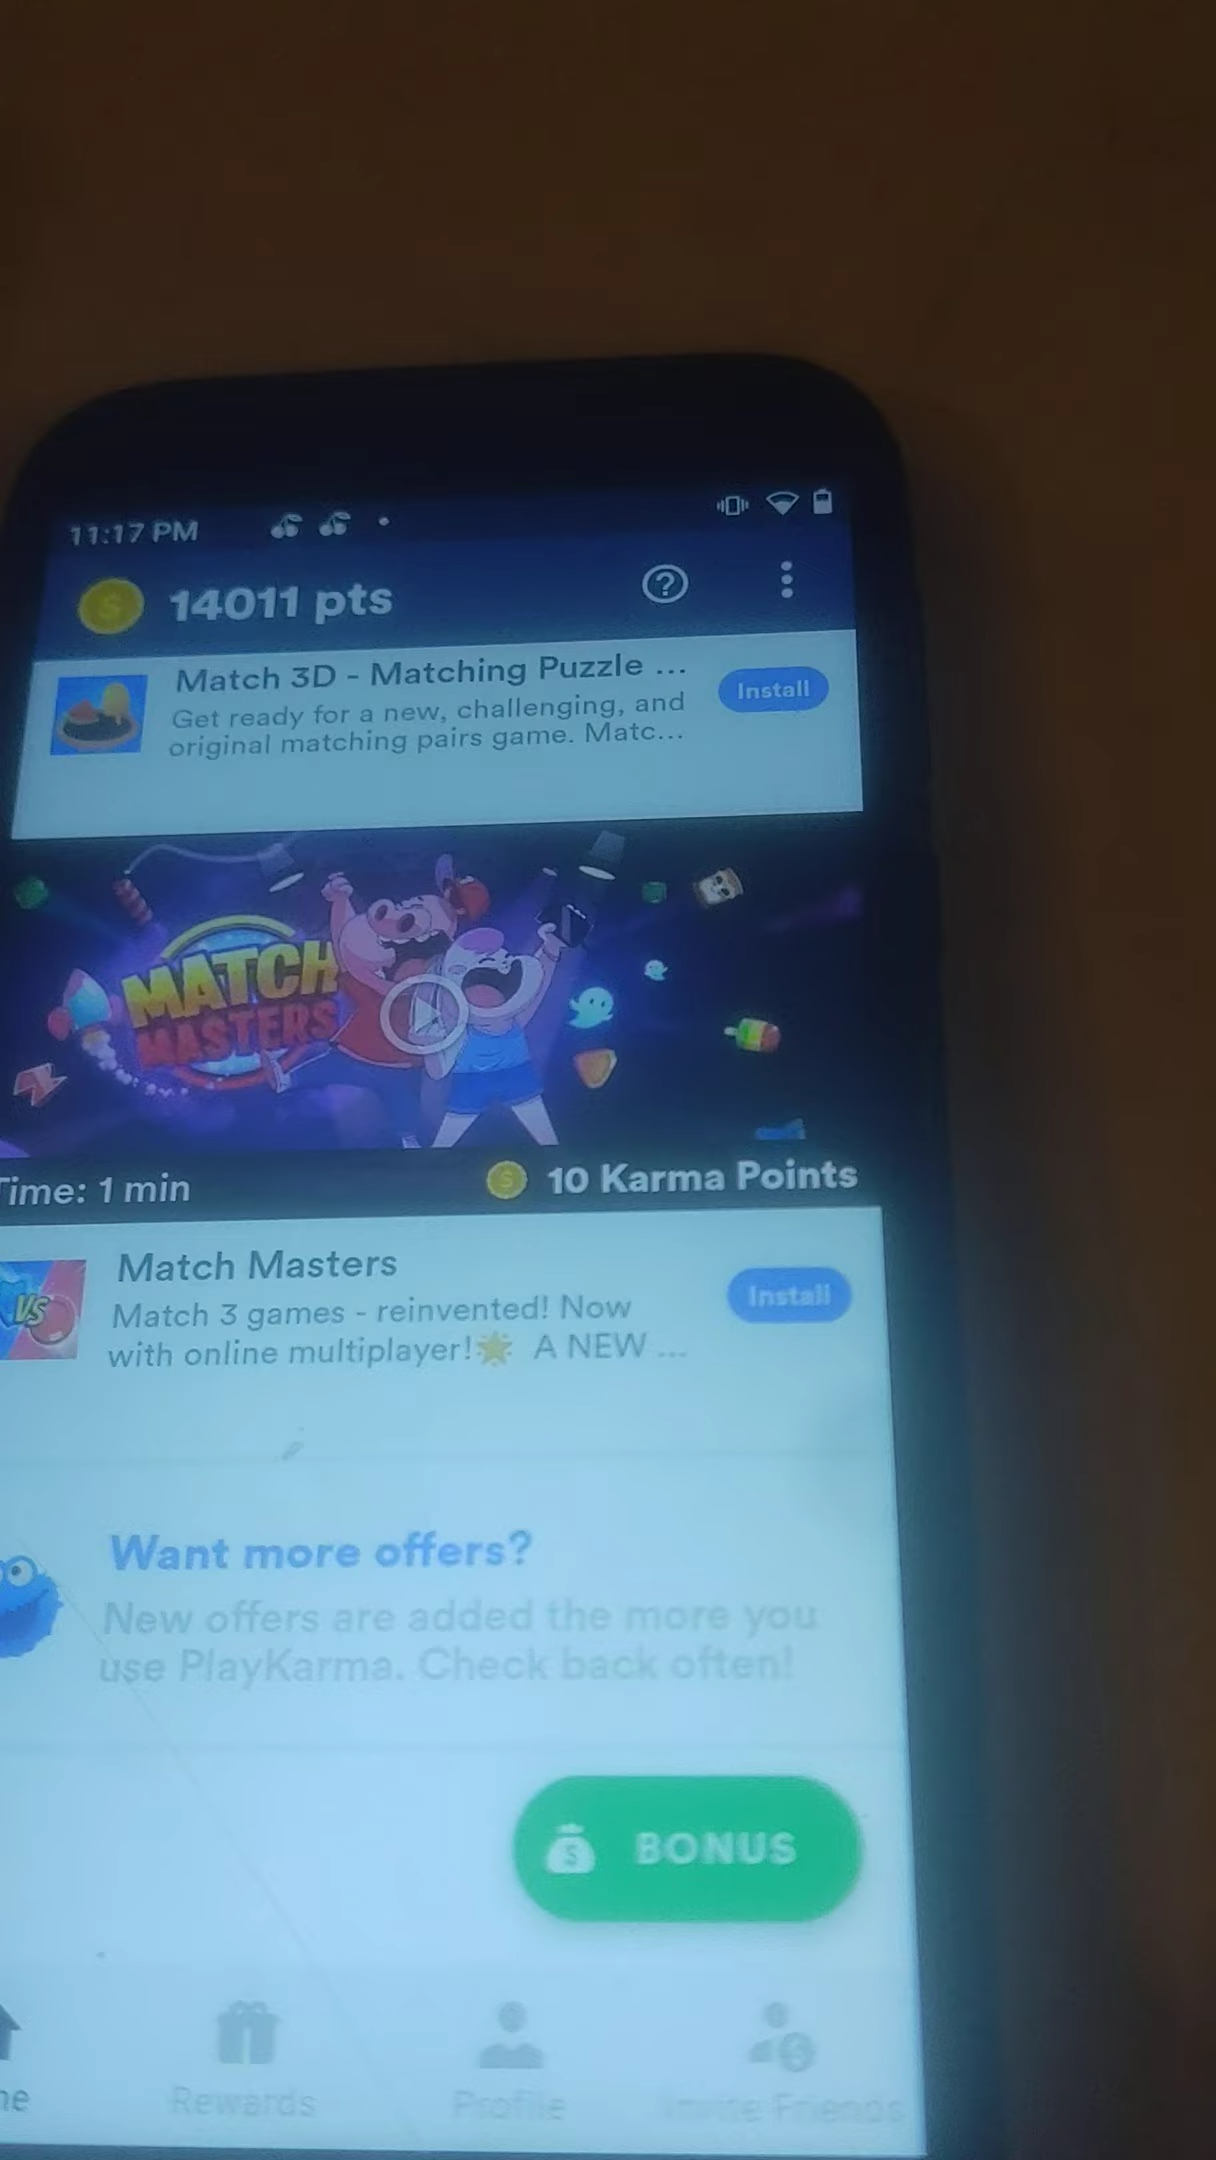 11:17 PM
14011 pts
Match 3D - Matching Puzzle ...
Get ready for a new, challenging, and
original matching pairs game. Matc...
Install
MATCH
MASTERS
Time: 1 min
10 Karma Points
VS
Match Masters
Match 3 games - reinvented! Now
with online multiplayer!🌟 A NEW ...
Install
Want more offers?
New offers are added the more you
use PlayKarma. Check back often!
$ BONUS
me
Rewards
Profile
Invite Friends